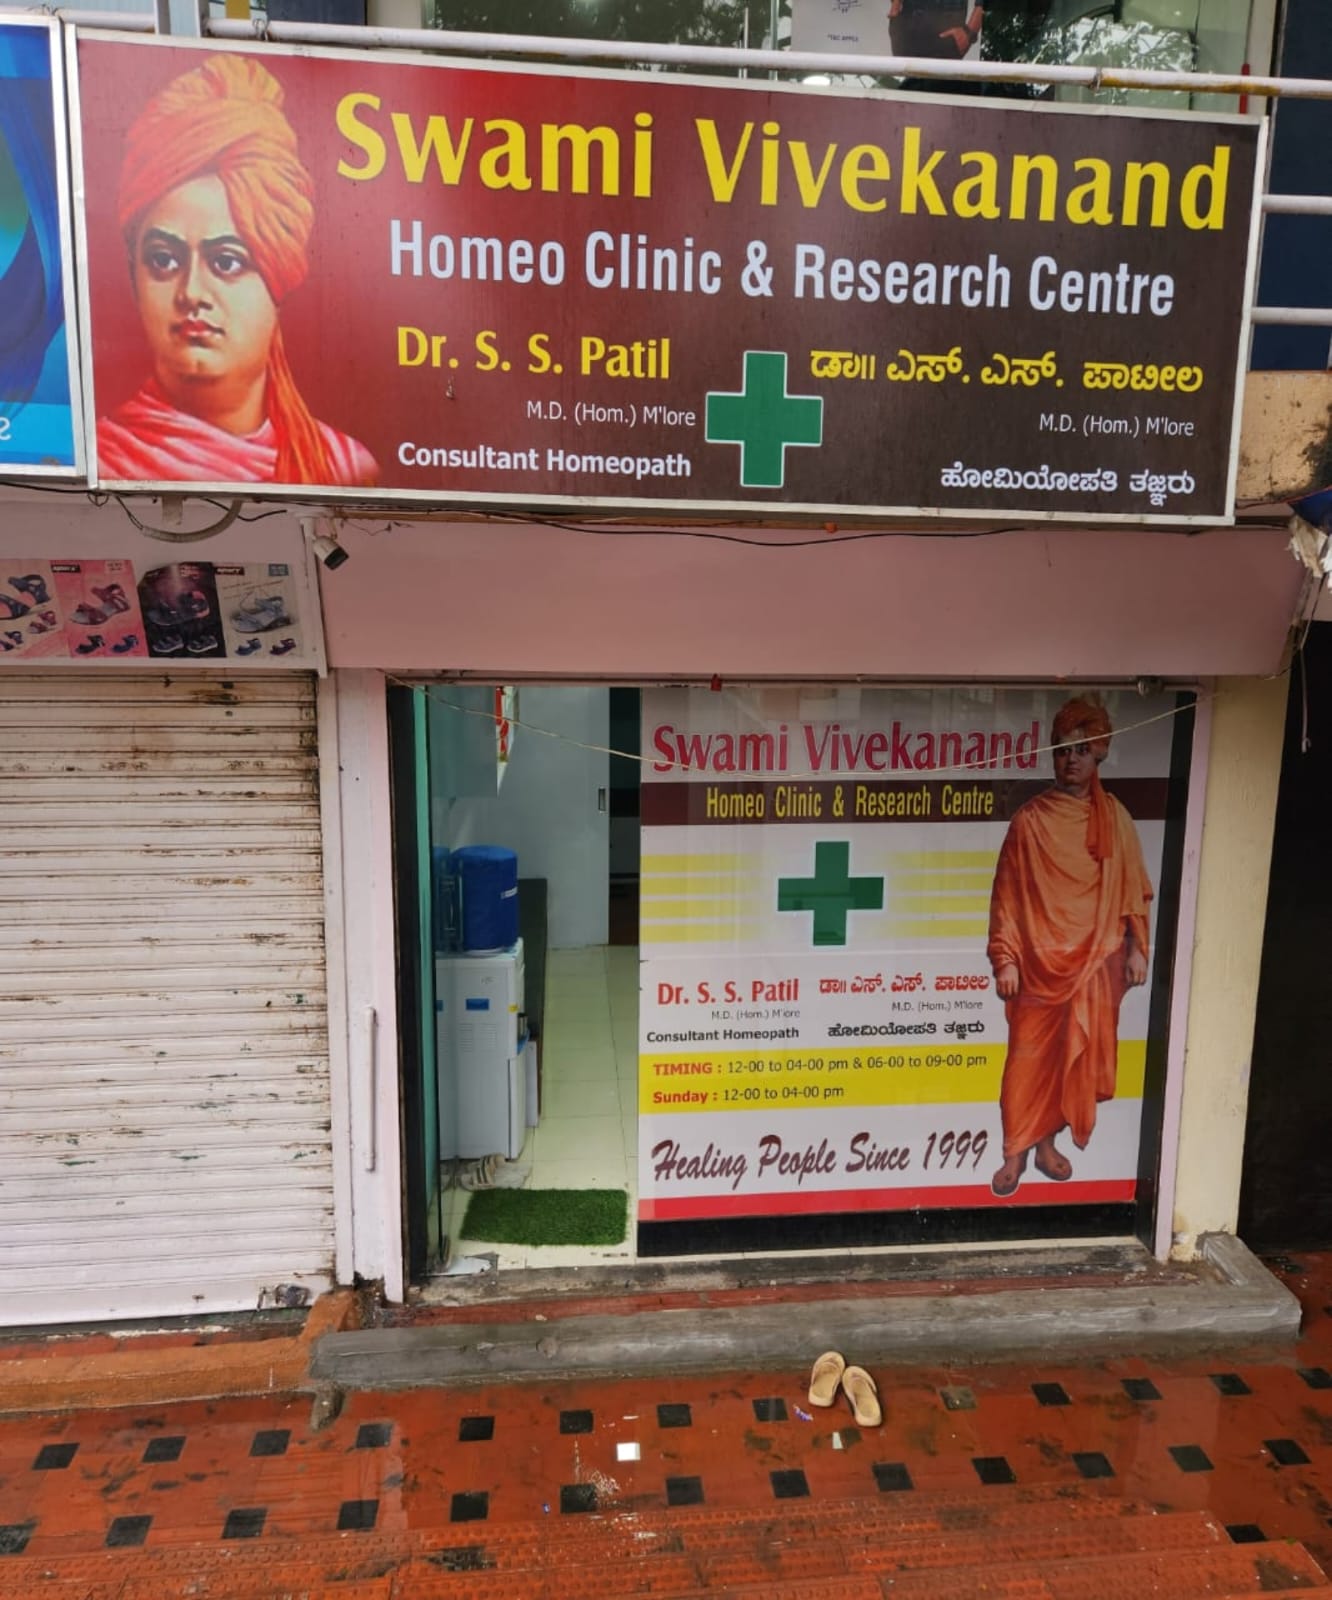 Swami Vivekanand
Homeo Clinic & Research Centre
Dr. S. S. Patil
M.D. (Hom.) M'lore
Consultant Homeopath
ಡಾ॥ ಎಸ್. ಎಸ್. ಪಾಟೀಲ
M.D. (Hom.) M'lore
ಹೋಮಿಯೋಪತಿ ತಜ್ಞರು
Swami Vivekanand
Homeo Clinic & Research Centre
Dr. S. S. Patil
M.D. (Hom.) M'lore
Consultant Homeopath
ಡಾ॥ ಎಸ್. ಎಸ್. ಪಾಟೀಲ
M.D. (Hom.) M'lore
ಹೋಮಿಯೋಪತಿ ತಜ್ಞರು
TIMING : 12-00 to 04-00 pm & 06-00 to 09-00 pm
Sunday : 12-00 to 04-00 pm
Healing People Since 1999